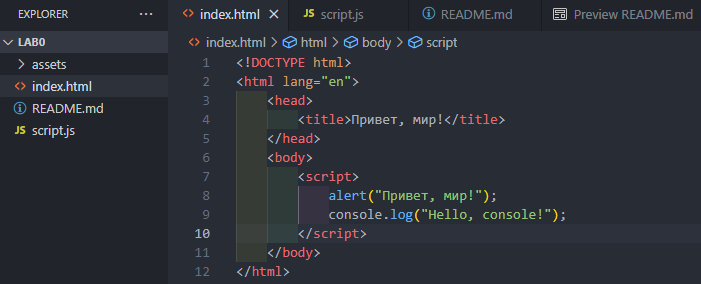 EXPLORER ...
index.html × JS script.js README.md Preview README.md
LAB0
assets
index.html
README.md
JS script.js
index.html > html > body > script
1 <!DOCTYPE html>
2 <html lang="en">
3 <head>
4 <title>Привет, мир!</title>
5 </head>
6 <body>
7 <script>
8 alert("Привет, мир!");
9 console.log("Hello, console!");
10 </script>
11 </body>
12 </html>